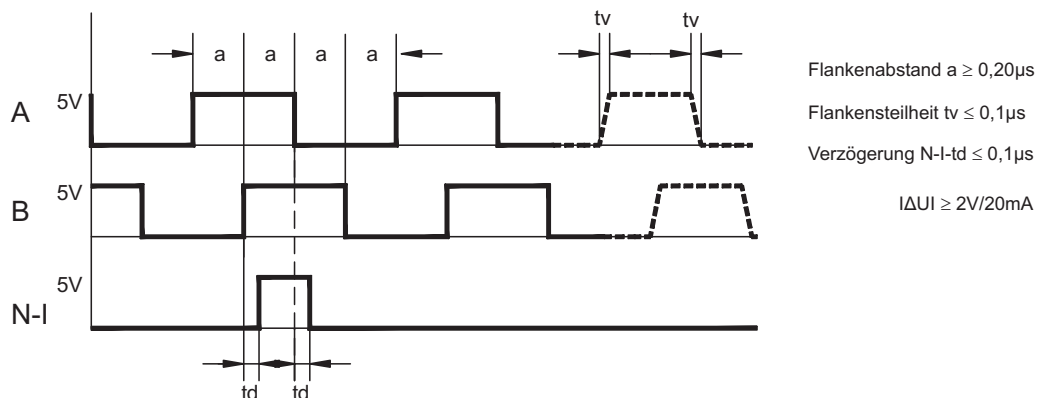 tv tv
a a a a
A 5V
B 5V
N-I 5V
td td
Flankenabstand a ≥ 0,20µs
Flankensteilheit tv ≤ 0,1µs
Verzögerung N-I-td ≤ 0,1µs
IΔUI ≥ 2V/20mA